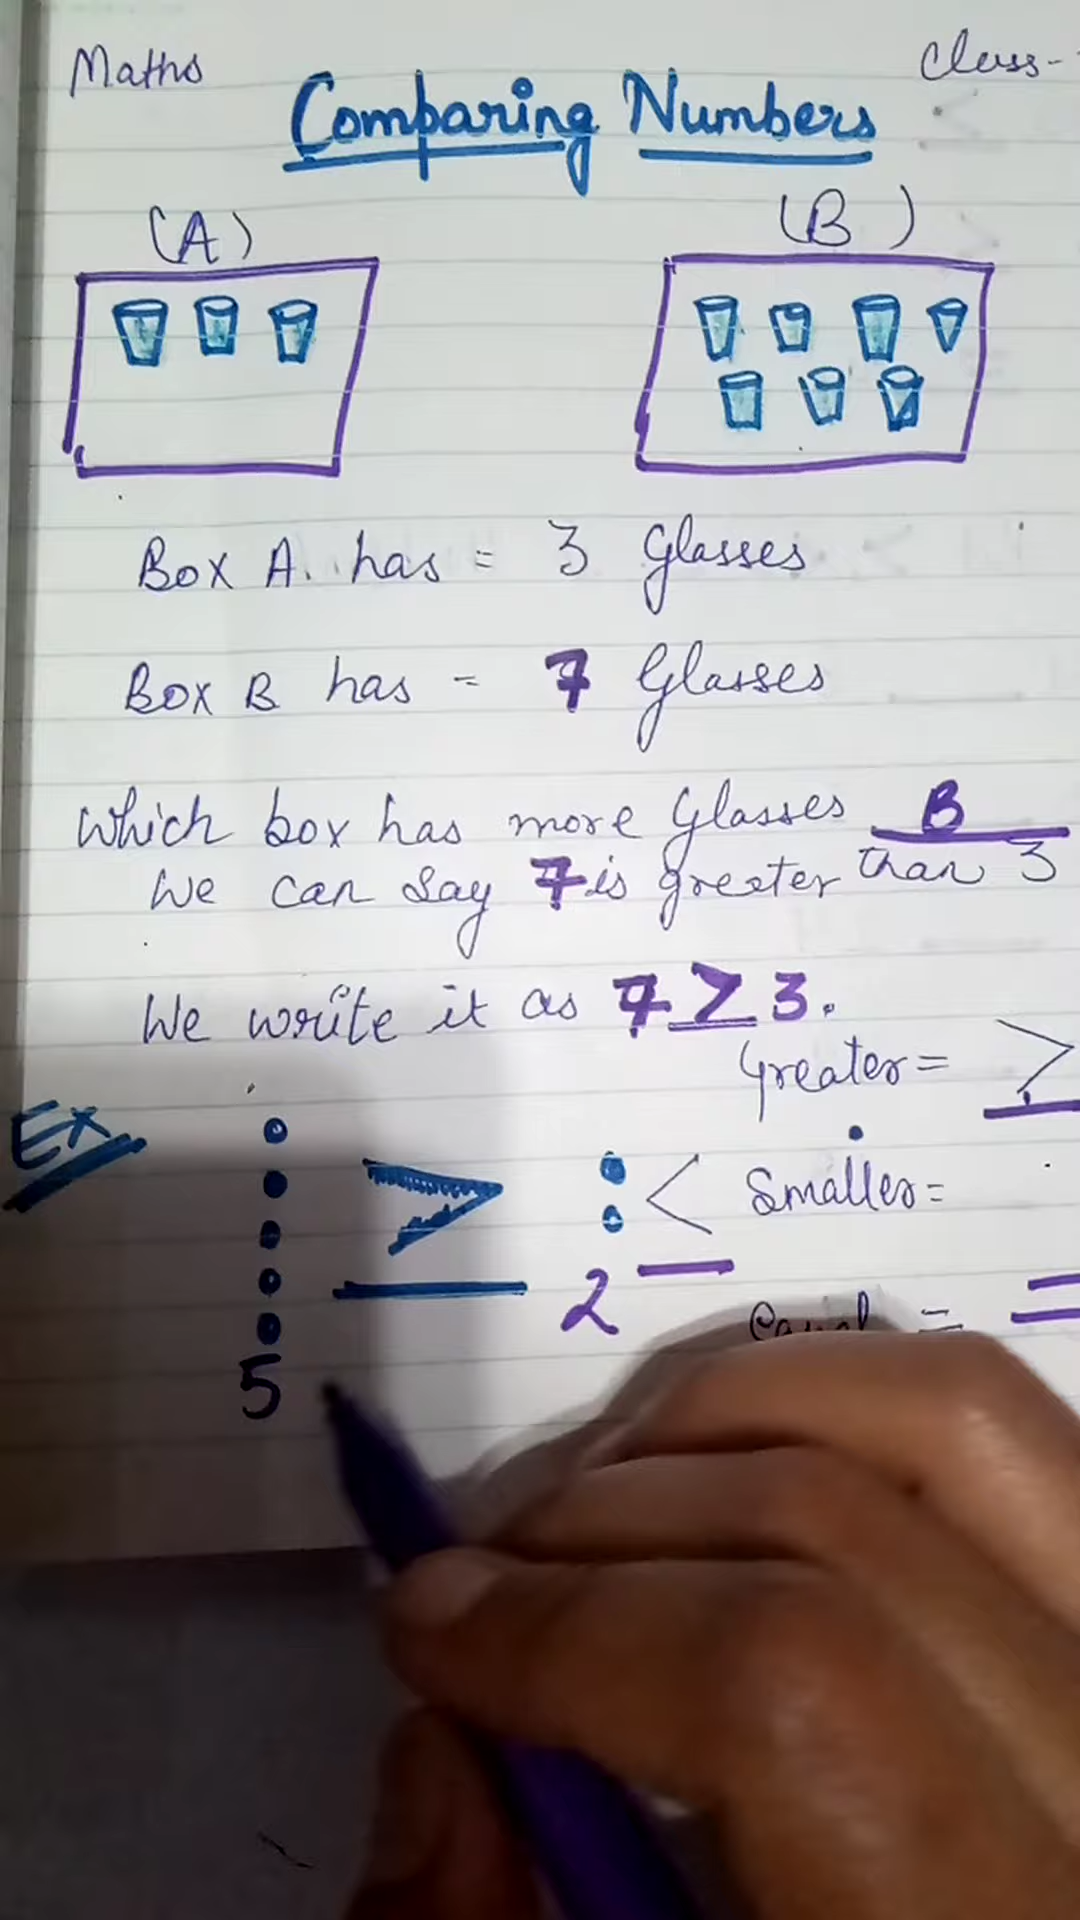 Maths
Class-
Comparing Numbers
(A)
(B)
Box A. has = 3 Glasses
Box B has = 7 Glasses
Which box has more Glasses B
We can say 7 is greater than 3
We write it as 7 > 3.
Greater = >
Ex
> : < Smaller =
2
Equal = =
5